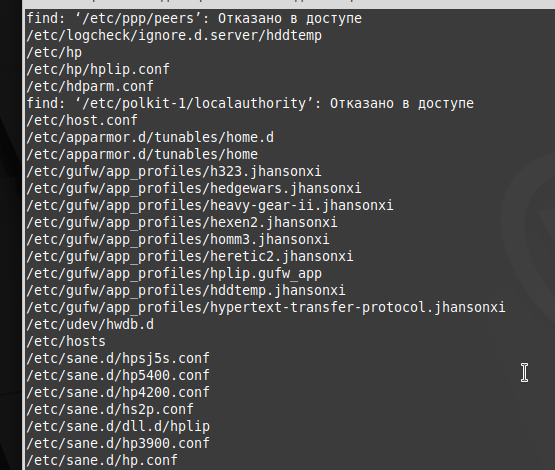 find: ‘/etc/ppp/peers’: Отказано в доступе
/etc/logcheck/ignore.d.server/hddtemp
/etc/hp
/etc/hp/hplip.conf
/etc/hdparm.conf
find: ‘/etc/polkit-1/localauthority’: Отказано в доступе
/etc/host.conf
/etc/apparmor.d/tunables/home.d
/etc/apparmor.d/tunables/home
/etc/gufw/app_profiles/h323.jhansonxi
/etc/gufw/app_profiles/hedgewars.jhansonxi
/etc/gufw/app_profiles/heavy-gear-ii.jhansonxi
/etc/gufw/app_profiles/hexen2.jhansonxi
/etc/gufw/app_profiles/homm3.jhansonxi
/etc/gufw/app_profiles/heretic2.jhansonxi
/etc/gufw/app_profiles/hplip.gufw_app
/etc/gufw/app_profiles/hddtemp.jhansonxi
/etc/gufw/app_profiles/hypertext-transfer-protocol.jhansonxi
/etc/udev/hwdb.d
/etc/hosts
/etc/sane.d/hpsj5s.conf
/etc/sane.d/hp5400.conf
/etc/sane.d/hp4200.conf
/etc/sane.d/hs2p.conf
/etc/sane.d/dll.d/hplip
/etc/sane.d/hp3900.conf
/etc/sane.d/hp.conf